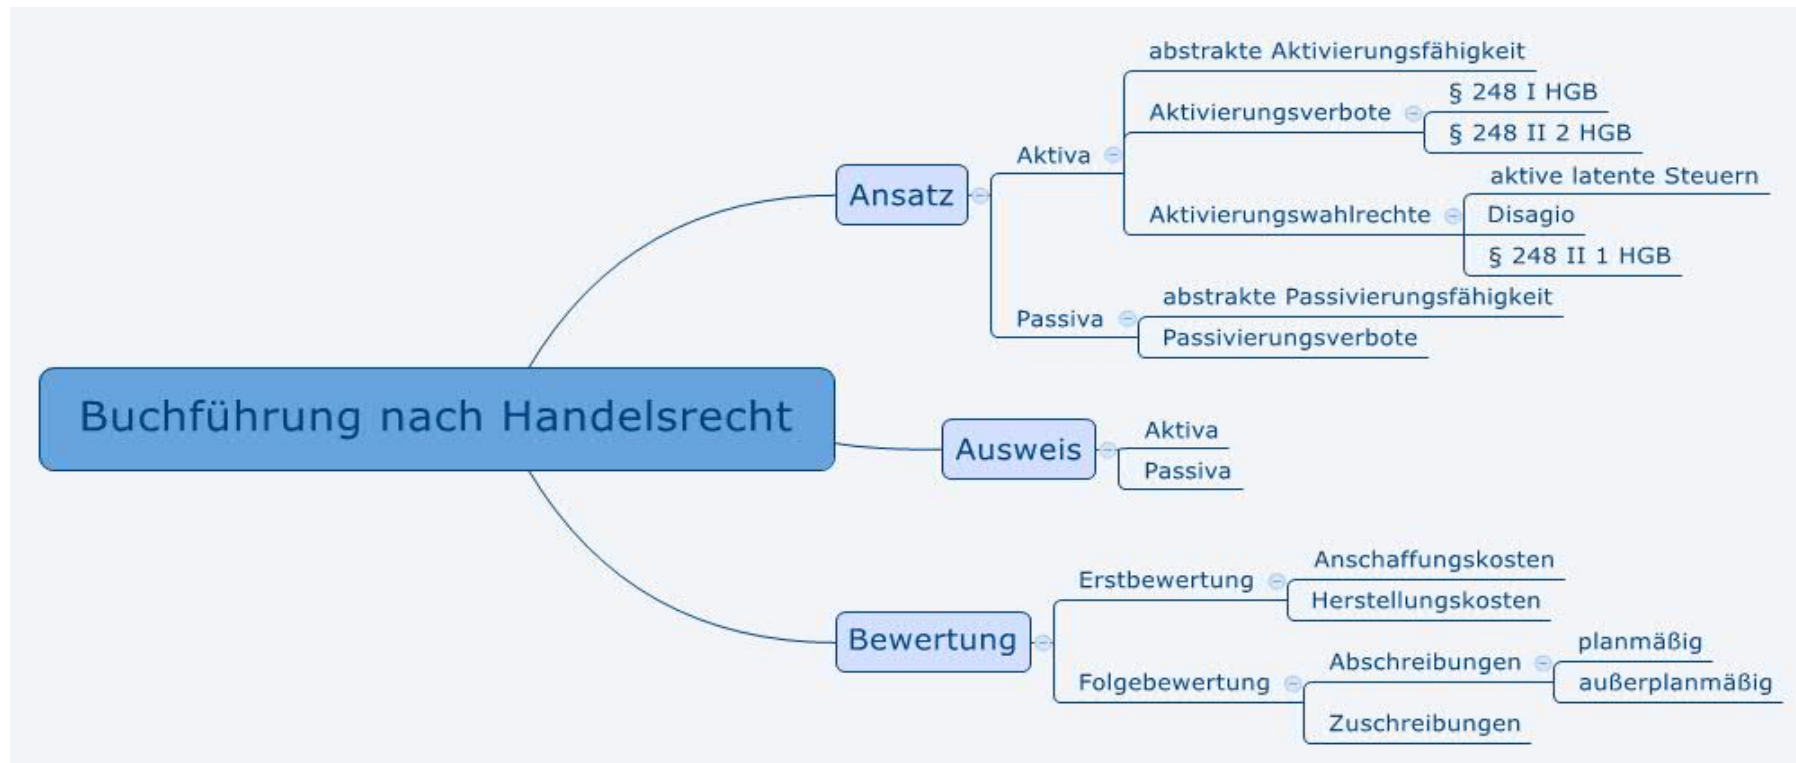 Buchführung nach Handelsrecht
Ansatz
Aktiva
abstrakte Aktivierungsfähigkeit
Aktivierungsverbote
§ 248 I HGB
§ 248 II 2 HGB
Aktivierungswahlrechte
aktive latente Steuern
Disagio
§ 248 II 1 HGB
Passiva
abstrakte Passivierungsfähigkeit
Passivierungsverbote
Ausweis
Aktiva
Passiva
Bewertung
Erstbewertung
Anschaffungskosten
Herstellungskosten
Folgebewertung
Abschreibungen
planmäßig
außerplanmäßig
Zuschreibungen